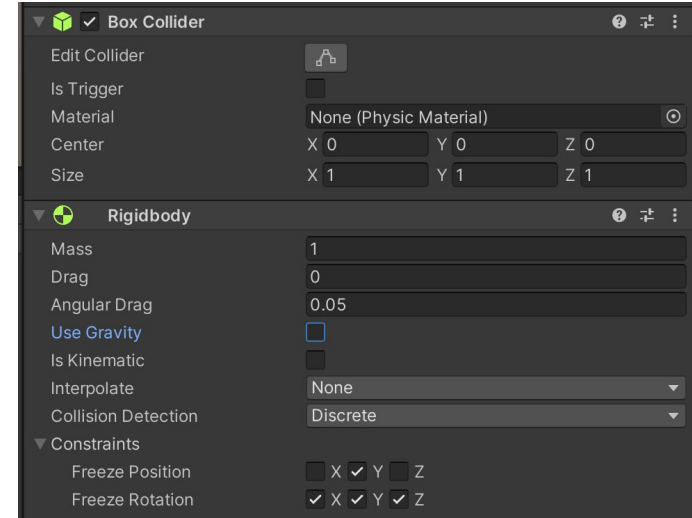 Box Collider
Edit Collider
Is Trigger
Material None (Physic Material)
Center X 0 Y 0 Z 0
Size X 1 Y 1 Z 1
Rigidbody
Mass 1
Drag 0
Angular Drag 0.05
Use Gravity
Is Kinematic
Interpolate None
Collision Detection Discrete
Constraints
Freeze Position X Y Z
Freeze Rotation X Y Z